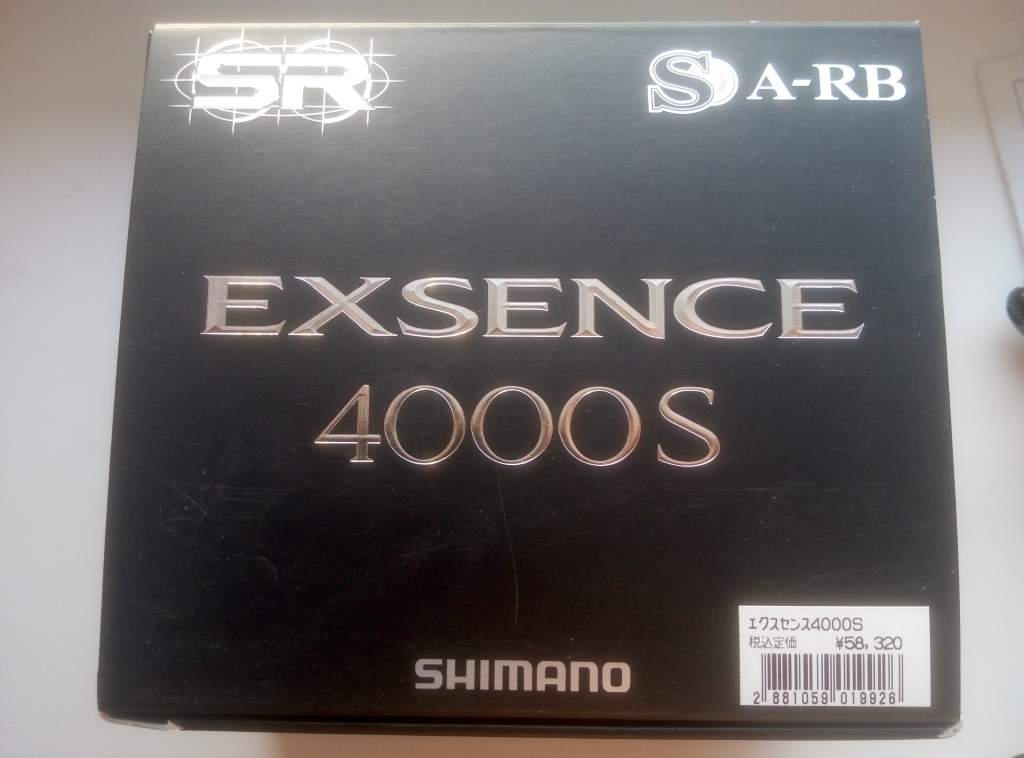 SR
S A-RB
EXSENCE
4000S
SHIMANO
エクスセンス4000S
税込定価 ¥58,320
2 881059 019926